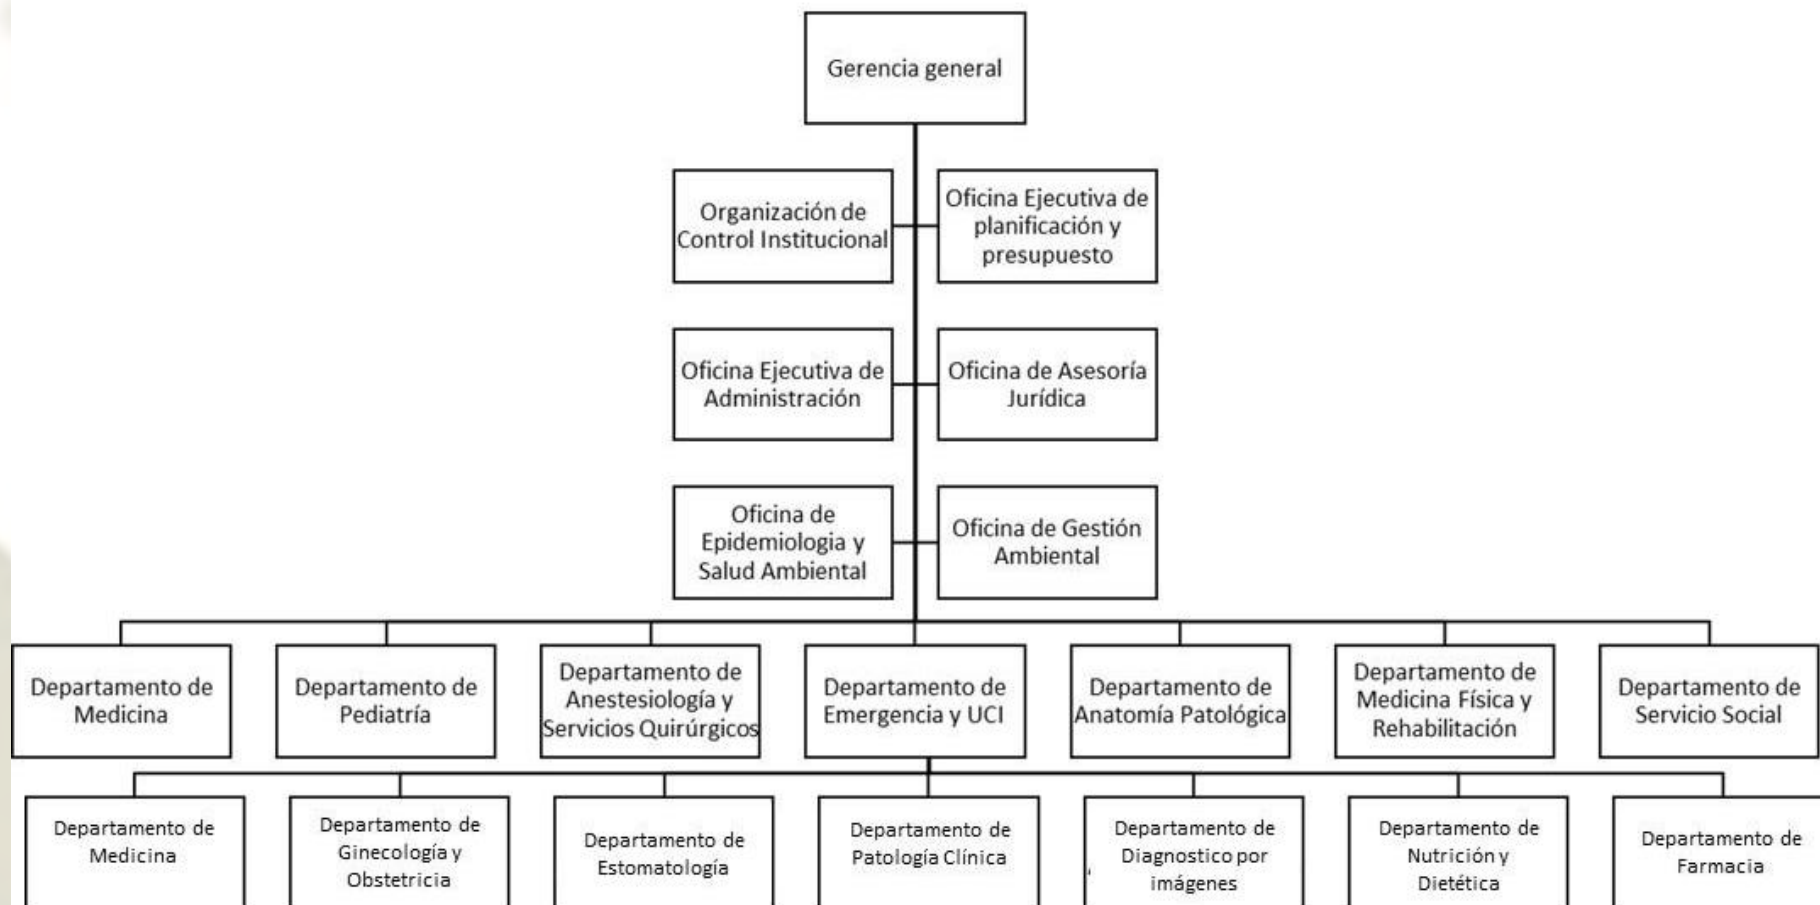 Gerencia general
Organización de
Control Institucional
Oficina Ejecutiva de
planificación y
presupuesto
Oficina Ejecutiva de
Administración
Oficina de Asesoría
Jurídica
Oficina de
Epidemiologia y
Salud Ambiental
Oficina de Gestión
Ambiental
Departamento de
Medicina
Departamento de
Pediatría
Departamento de
Anestesiología y
Servicios Quirúrgicos
Departamento de
Emergencia y UCI
Departamento de
Anatomía Patológica
Departamento de
Medicina Física y
Rehabilitación
Departamento de
Servicio Social
Departamento de
Medicina
Departamento de
Ginecología y
Obstetricia
Departamento de
Estomatología
Departamento de
Patología Clínica
Departamento de
Diagnostico por
imágenes
Departamento de
Nutrición y
Dietética
Departamento de
Farmacia